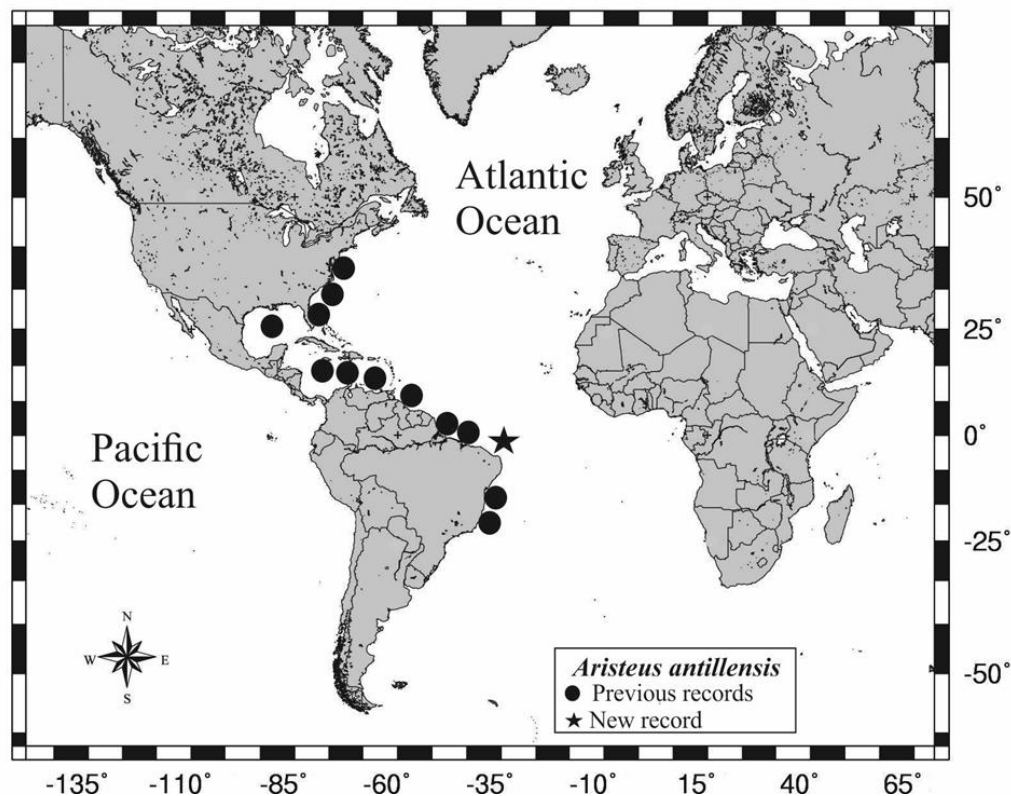 Atlantic
Ocean
50°
25°
0°
Pacific
Ocean
-25°
N
W E
S
Aristeus antillensis
Previous records
New record
-50°
-135° -110° -85° -60° -35° -10° 15° 40° 65°